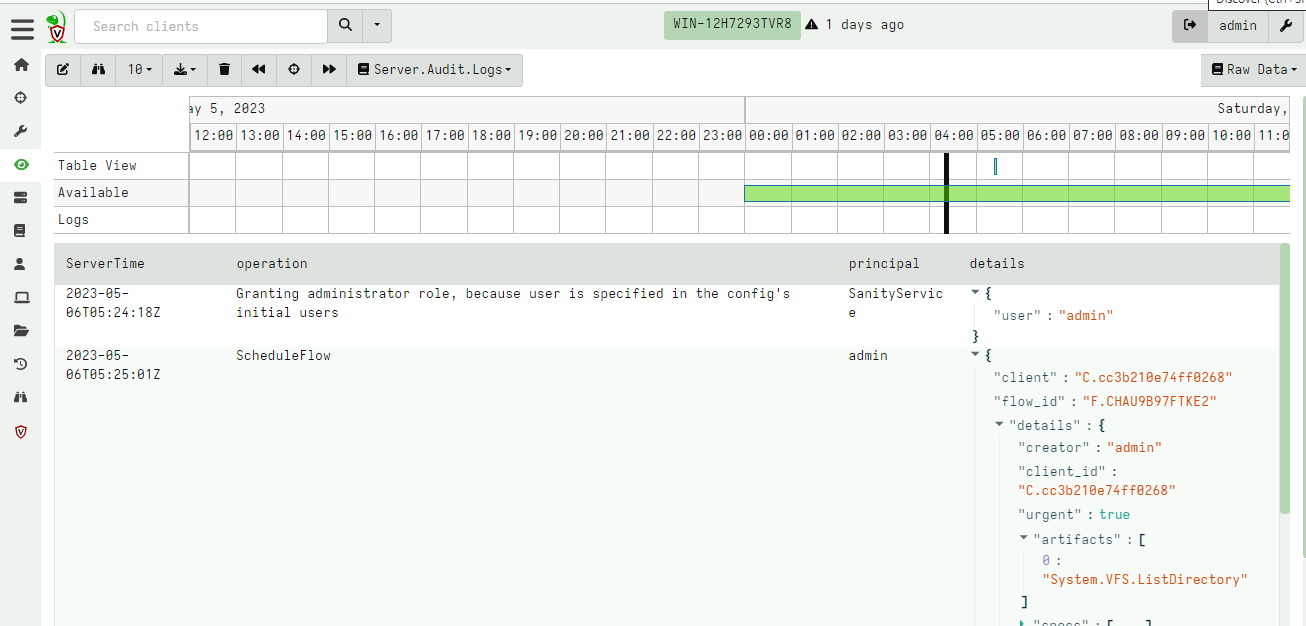 Search clients
WIN-12H7293TVR8
1 days ago
admin
10
Server.Audit.Logs
Raw Data
ay 5, 2023
Saturday,
12:00 13:00 14:00 15:00 16:00 17:00 18:00 19:00 20:00 21:00 22:00 23:00 00:00 01:00 02:00 03:00 04:00 05:00 06:00 07:00 08:00 09:00 10:00 11:0
Table View
Available
Logs
ServerTime operation principal details
2023-05-
06T05:24:18Z
Granting administrator role, because user is specified in the config's
initial users
SanityServic
e
{
"user" : "admin"
}
2023-05-
06T05:25:01Z
ScheduleFlow
admin
{
"client" : "C.cc3b210e74ff0268"
"flow_id" : "F.CHAU9B97FTKE2"
"details" : {
"creator" : "admin"
"client_id" :
"C.cc3b210e74ff0268"
"urgent" : true
"artifacts" : [
0 :
"System.VFS.ListDirectory"
]
"specs" : [ ... ]